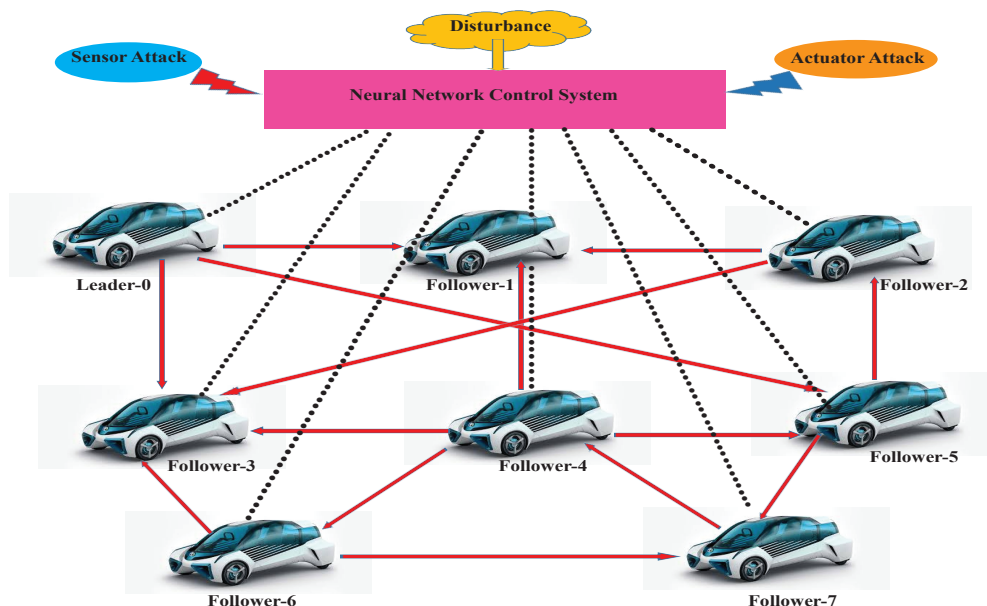 Disturbance
Sensor Attack
Actuator Attack
Neural Network Control System
Leader-0
Follower-1
Follower-2
Follower-3
Follower-4
Follower-5
Follower-6
Follower-7